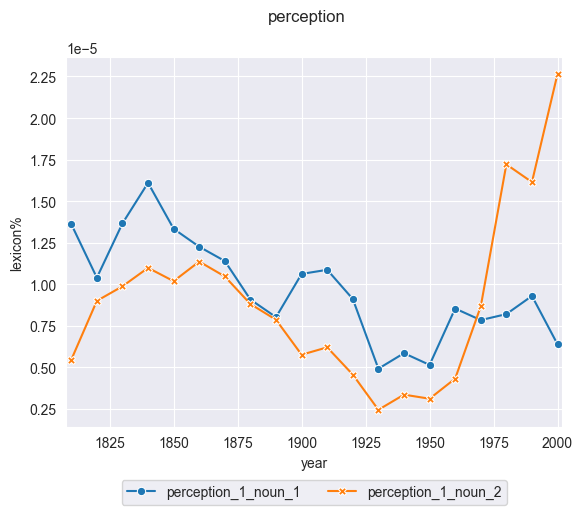 perception
1e−5
2.25
2.00
1.75
1.50
1.25
1.00
0.75
0.50
0.25
lexicon%
1825 1850 1875 1900 1925 1950 1975 2000
year
perception_1_noun_1 perception_1_noun_2